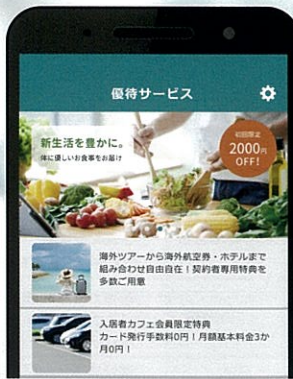 優待サービス
新生活を豊かに。
体に優しいお食事をお届け
初回限定
2000円
OFF!
海外ツアーから海外航空券・ホテルまで
組み合わせ自由自在！契約者専用特典を
多数ご用意
入居者カフェ会員限定特典
カード発行手数料0円！月額基本料金3か
月0円！